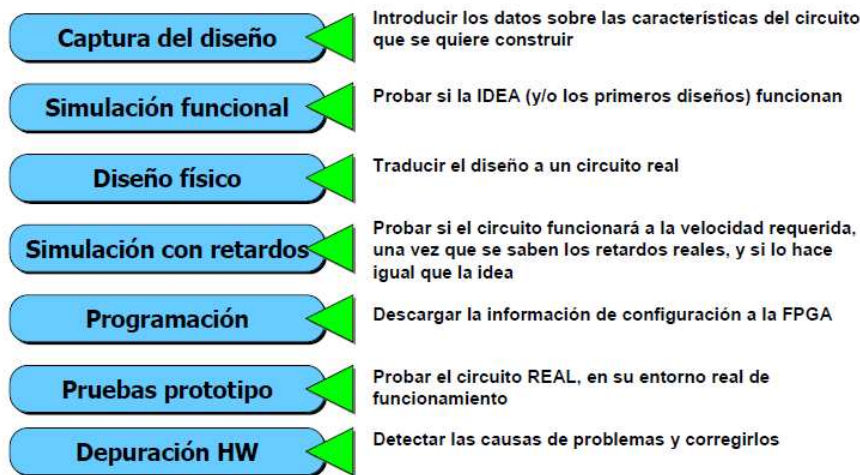 Captura del diseño
Introducir los datos sobre las características del circuito
que se quiere construir
Simulación funcional
Probar si la IDEA (y/o los primeros diseños) funcionan
Diseño físico
Traducir el diseño a un circuito real
Simulación con retardos
Probar si el circuito funcionará a la velocidad requerida,
una vez que se saben los retardos reales, y si lo hace
igual que la idea
Programación
Descargar la información de configuración a la FPGA
Pruebas prototipo
Probar el circuito REAL, en su entorno real de
funcionamiento
Depuración HW
Detectar las causas de problemas y corregirlos